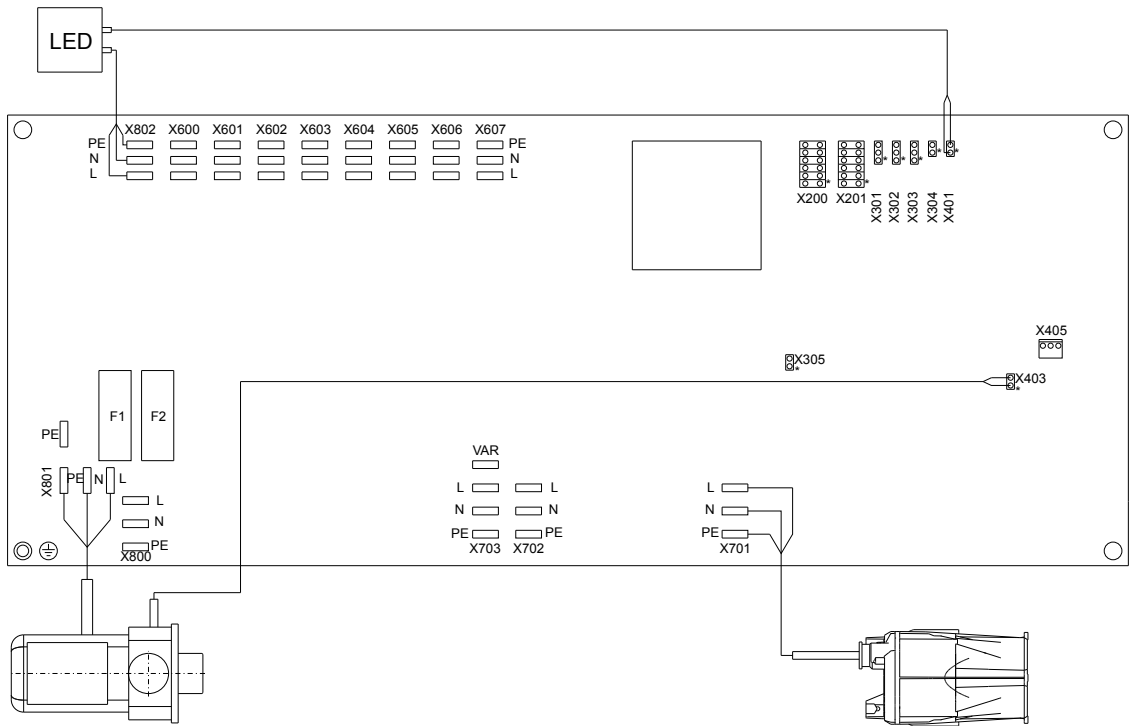 LED
X802 X600 X601 X602 X603 X604 X605 X606 X607
PE PE
N N
L L
* * * * * * *
X200 X201 X301 X302 X303 X304 X401
X405
X305
*
X403
*
F1 F2
PE
VAR
X801 PE N L
L L L L
N N N N
PE PE PE PE
X800 X703 X702 X701